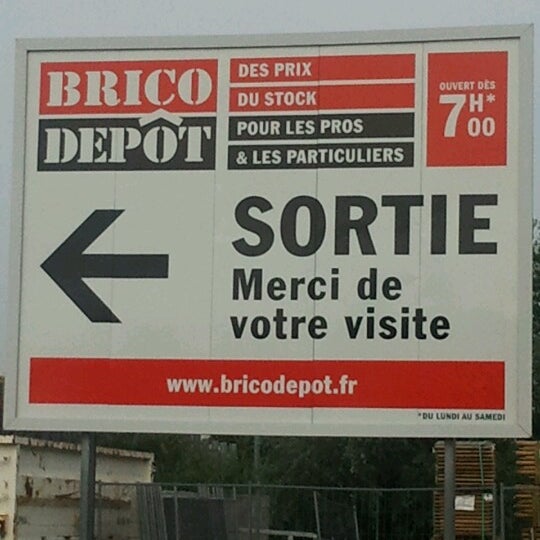 BRICO
DEPÔT
DES PRIX
DU STOCK
POUR LES PROS
& LES PARTICULIERS
OUVERT DÈS
7H*00
SORTIE
Merci de
votre visite
www.bricodepot.fr
*DU LUNDI AU SAMEDI